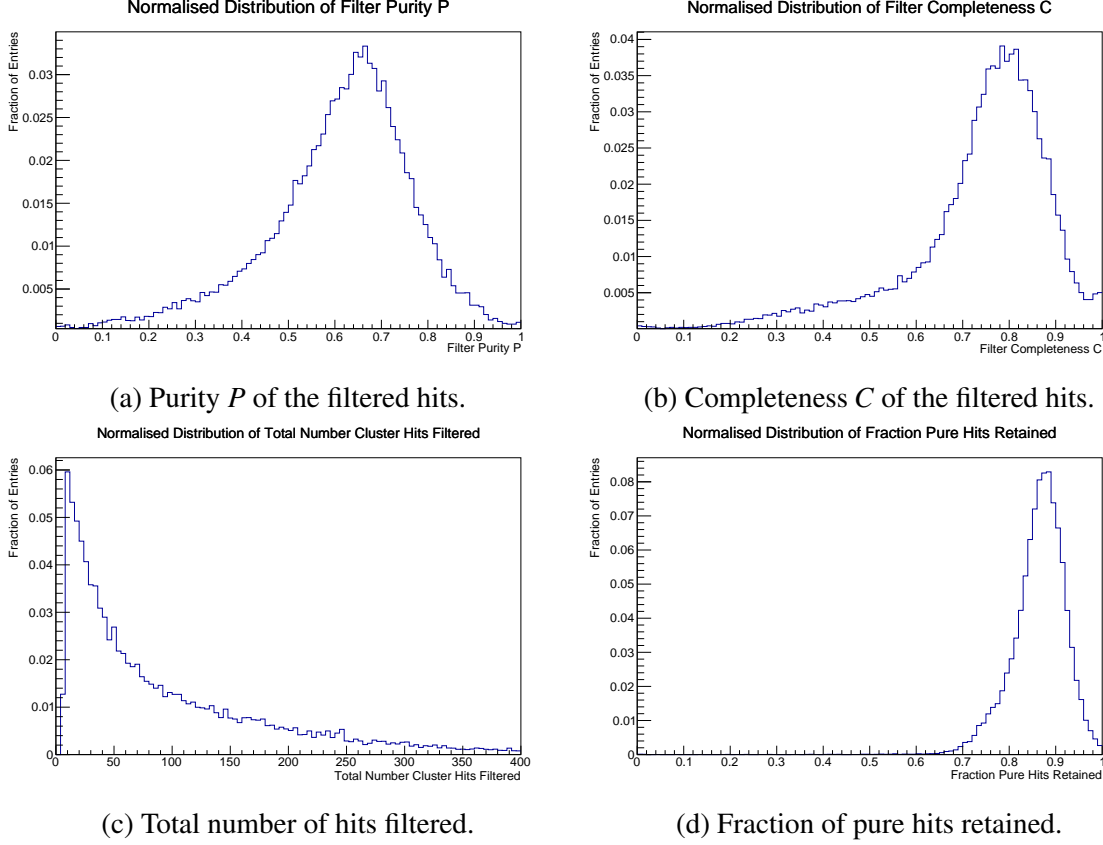 Normalised Distribution of Filter Purity P
Fraction of Entries
0.03
0.025
0.02
0.015
0.01
0.005
0 0.1 0.2 0.3 0.4 0.5 0.6 0.7 0.8 0.9 1
Filter Purity P
(a) Purity P of the filtered hits.
Normalised Distribution of Filter Completeness C
Fraction of Entries
0.04
0.035
0.03
0.025
0.02
0.015
0.01
0.005
0 0.1 0.2 0.3 0.4 0.5 0.6 0.7 0.8 0.9 1
Filter Completeness C
(b) Completeness C of the filtered hits.
Normalised Distribution of Total Number Cluster Hits Filtered
Fraction of Entries
0.06
0.05
0.04
0.03
0.02
0.01
0
0 50 100 150 200 250 300 350 400
Total Number Cluster Hits Filtered
(c) Total number of hits filtered.
Normalised Distribution of Fraction Pure Hits Retained
Fraction of Entries
0.08
0.07
0.06
0.05
0.04
0.03
0.02
0.01
0
0 0.1 0.2 0.3 0.4 0.5 0.6 0.7 0.8 0.9 1
Fraction Pure Hits Retained
(d) Fraction of pure hits retained.